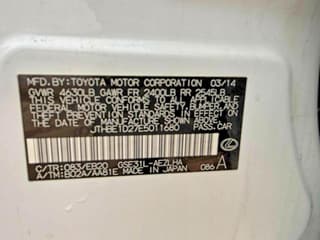 MFD.BY:TOYOTA MOTOR CORPORATION 03/14
GVWR 4630LB GAWR FR 2400LB RR 2545LB
THIS VEHICLE CONFORMS TO ALL APPLICABLE
FEDERAL MOTOR VEHICLE SAFETY, BUMPER, AND
THEFT PREVENTION STANDARDS IN EFFECT ON
THE DATE OF MANUFACTURE SHOWN ABOVE.
JTHBE1D27E5011680 PASS.CAR
C/TR:083/EB20 GSE31L-AEZLHA
A/TM:B02A/AA81E MADE IN JAPAN 086 A